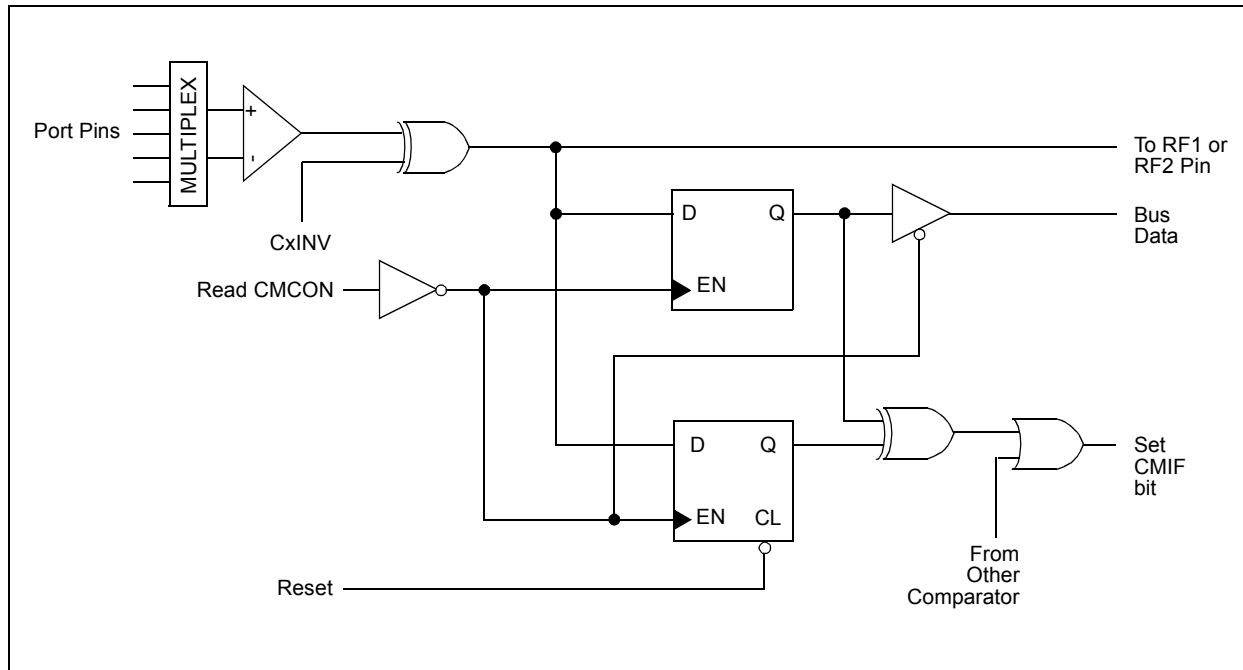 MULTIPLEX
+
-
Port Pins
CxINV
To RF1 or
RF2 Pin
D
Q
EN
Bus
Data
Read CMCON
D
Q
EN
CL
Set
CMIF
bit
From
Other
Comparator
Reset